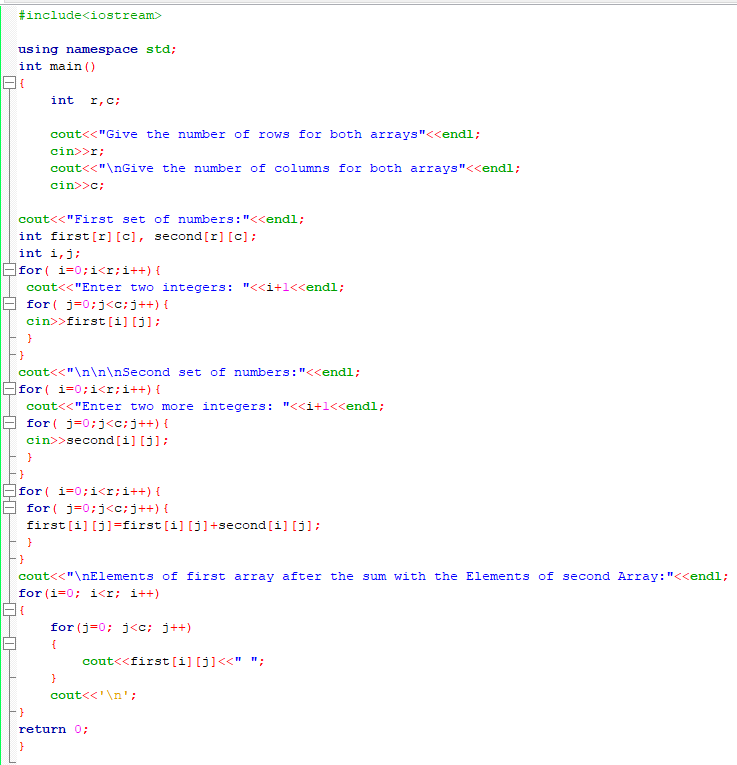 #include<iostream>

using namespace std;
int main()
{
    int  r,c;

    cout<<"Give the number of rows for both arrays"<<endl;
    cin>>r;
    cout<<"\nGive the number of columns for both arrays"<<endl;
    cin>>c;

cout<<"First set of numbers:"<<endl;
int first[r][c], second[r][c];
int i,j;
for( i=0;i<r;i++){
 cout<<"Enter two integers: "<<i+1<<endl;
 for( j=0;j<c;j++){
 cin>>first[i][j];
 }
}
cout<<"\n\n\nSecond set of numbers:"<<endl;
for( i=0;i<r;i++){
 cout<<"Enter two more integers: "<<i+1<<endl;
 for( j=0;j<c;j++){
 cin>>second[i][j];
 }
}
for( i=0;i<r;i++){
 for( j=0;j<c;j++){
 first[i][j]=first[i][j]+second[i][j];
 }
}
cout<<"\nElements of first array after the sum with the Elements of second Array:"<<endl;
for(i=0; i<r; i++)
{
    for(j=0; j<c; j++)
    {
        cout<<first[i][j]<<" ";
    }
    cout<<'\n';
}
return 0;
}